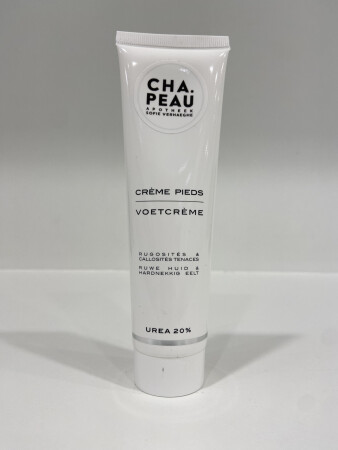 CHA.
PEAU
APOTHEEK
SOFIE VERHAEGHE
CRÈME PIEDS
VOETCRÈME
RUGOSITÉS &
CALLOSITÉS TENACES
RUWE HUID &
HARDNEKKIG EELT
UREA 20%